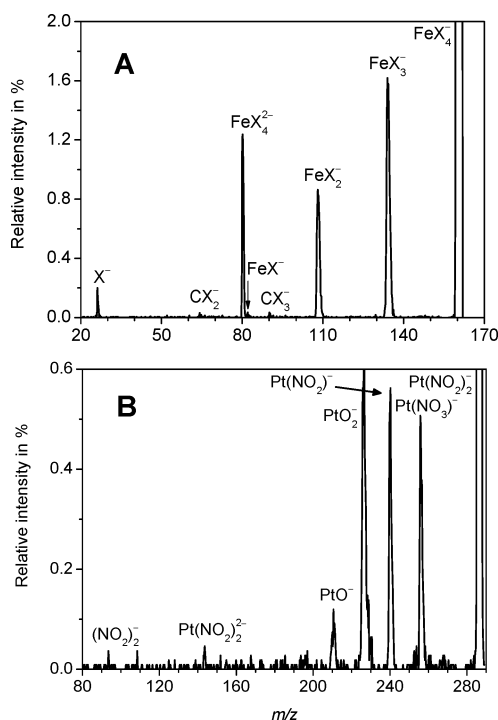 A
Relative intensity in %
2.0
1.6
1.2
0.8
0.4
0.0
X⁻
CX₂⁻
FeX₄²⁻
FeX⁻
CX₃⁻
FeX₂⁻
FeX₃⁻
FeX₄⁻
20 50 80 110 140 170
B
Relative intensity in %
0.6
0.4
0.2
0.0
(NO₂)₂⁻
Pt(NO₂)₂²⁻
PtO⁻
PtO₂⁻
Pt(NO₂)⁻
Pt(NO₃)⁻
Pt(NO₂)₂⁻
80 120 160 200 240 280
m/z